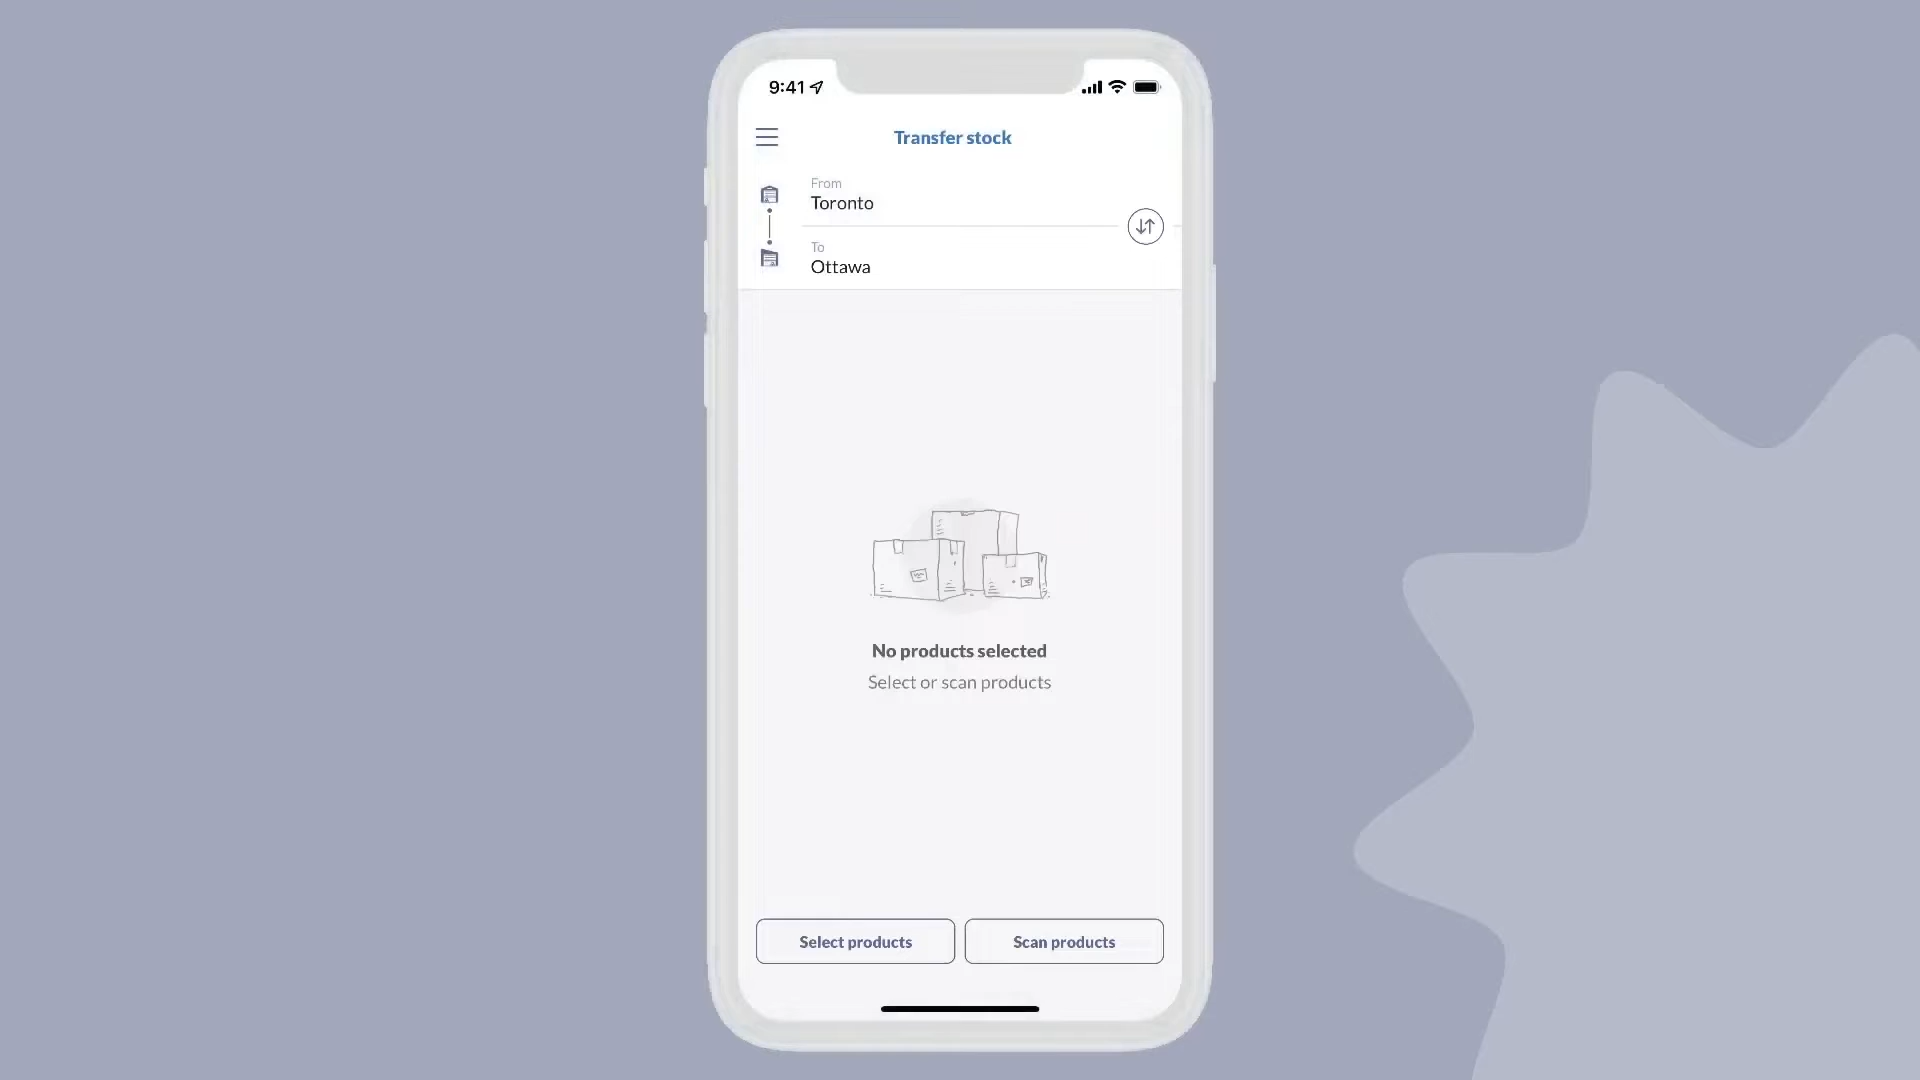 9:41
Transfer stock
From
Toronto
To
Ottawa
No products selected
Select or scan products
Select products
Scan products